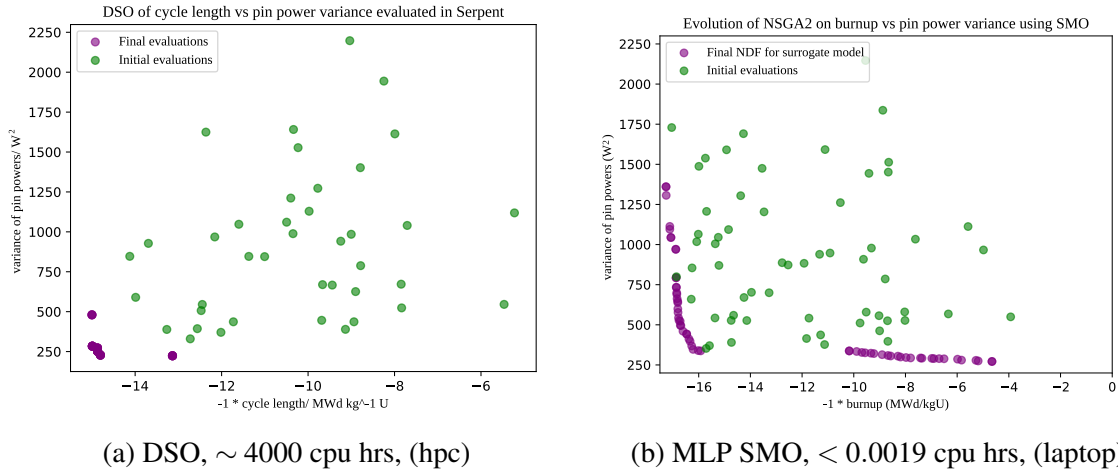 DSO of cycle length vs pin power variance evaluated in Serpent
Final evaluations
Initial evaluations
variance of pin powers/ W²
2250
2000
1750
1500
1250
1000
750
500
250
−14
−12
−10
−8
−6
-1 * cycle length/ MWd kg^-1 U
(a) DSO, ∼ 4000 cpu hrs, (hpc)
Evolution of NSGA2 on burnup vs pin power variance using SMO
Final NDF for surrogate model
Initial evaluations
variance of pin powers (W²)
2250
2000
1750
1500
1250
1000
750
500
250
−16
−14
−12
−10
−8
−6
−4
−2
0
-1 * burnup (MWd/kgU)
(b) MLP SMO, < 0.0019 cpu hrs, (laptop)